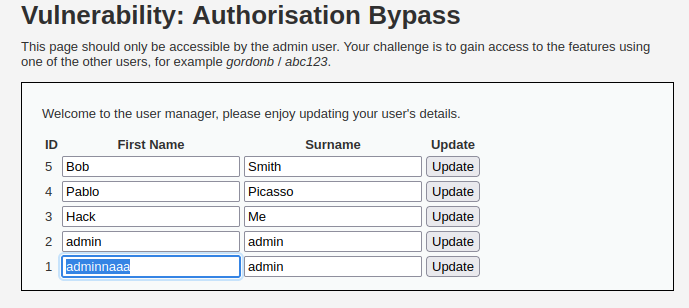 Vulnerability: Authorisation Bypass
This page should only be accessible by the admin user. Your challenge is to gain access to the features using
one of the other users, for example gordonb / abc123.
Welcome to the user manager, please enjoy updating your user's details.
ID First Name Surname Update
5 Bob Smith Update
4 Pablo Picasso Update
3 Hack Me Update
2 admin admin Update
1 adminnaaa admin Update